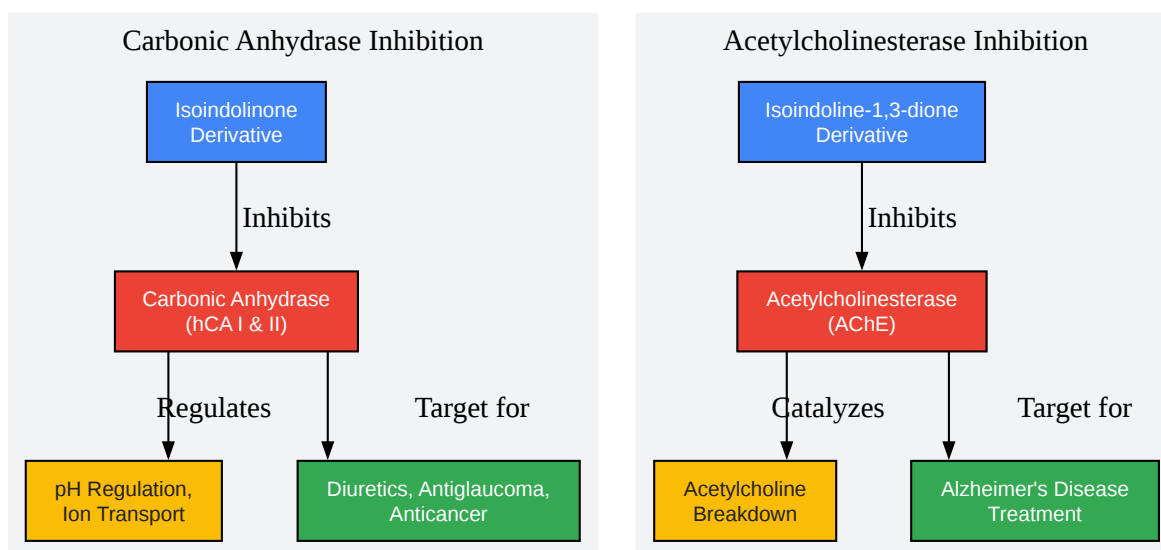 Carbonic Anhydrase Inhibition
Isoindolinone
Derivative
Inhibits
Carbonic Anhydrase
(hCA I & II)
Regulates
Target for
pH Regulation,
Ion Transport
Diuretics, Antiglaucoma,
Anticancer
Acetylcholinesterase Inhibition
Isoindoline-1,3-dione
Derivative
Inhibits
Acetylcholinesterase
(AChE)
Catalyzes
Target for
Acetylcholine
Breakdown
Alzheimer's Disease
Treatment